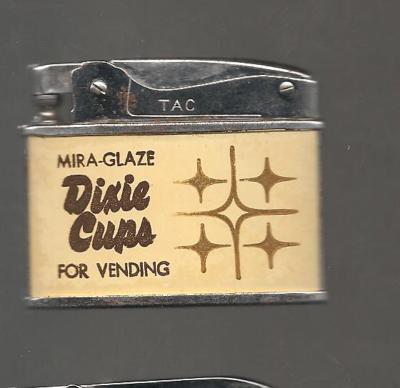 TAC
MIRA-GLAZE
Dixie
Cups
FOR VENDING